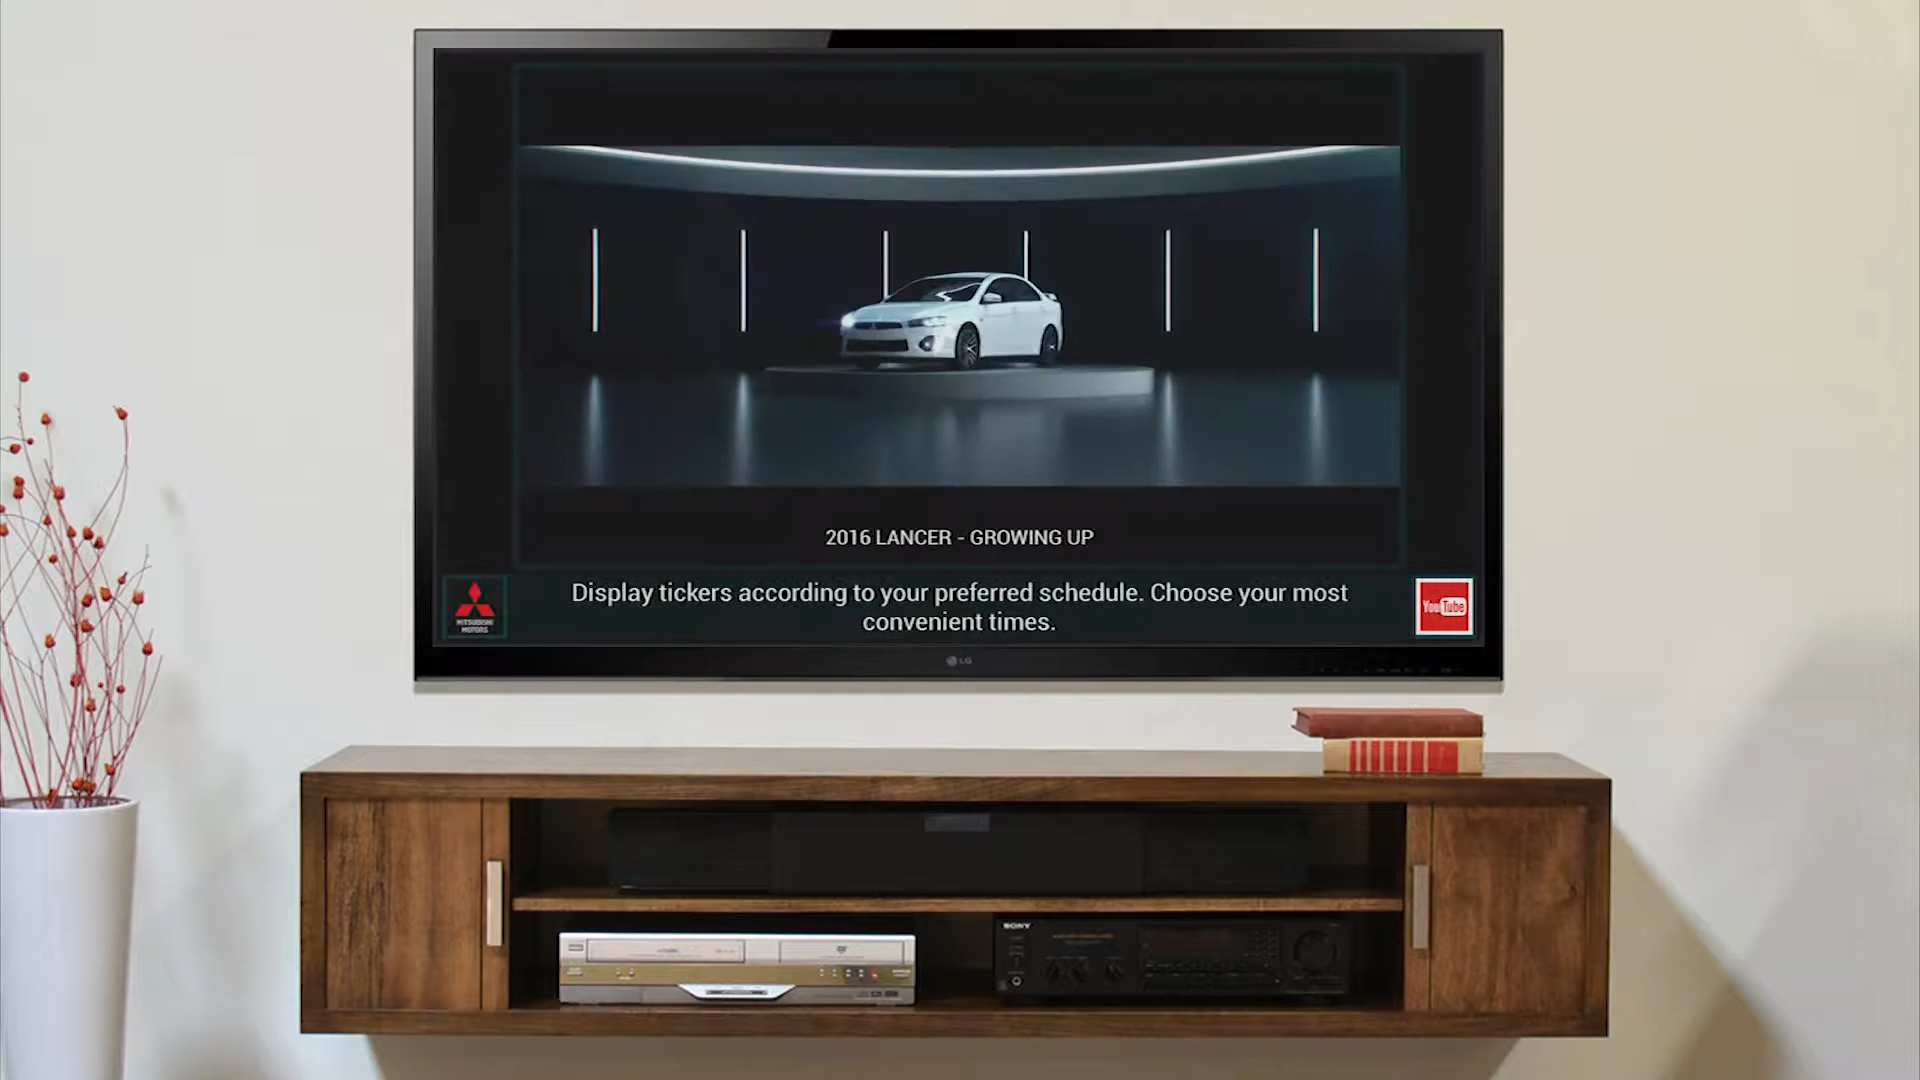 2016 LANCER - GROWING UP
MITSUBISHI
MOTORS
Display tickers according to your preferred schedule. Choose your most
convenient times.
YouTube
LG
SONY